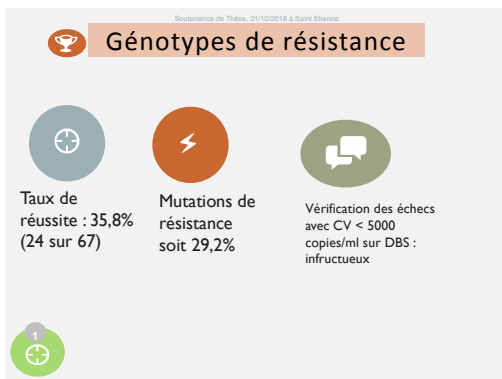 Soutenance de Thèse, 31/10/2018 à Saint Etienne
Génotypes de résistance
Taux de
réussite : 35,8%
(24 sur 67)
Mutations de
résistance
soit 29,2%
Vérification des échecs
avec CV < 5000
copies/ml sur DBS :
infructueux
1